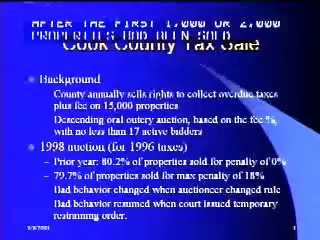 AFTER THE FIRST 1,000 OR 2,000
PROPERTIES HAD BEEN SOLD
Cook County Tax Sale
Background
County annually sells rights to collect overdue taxes
plus fee on 15,000 properties
Descending oral outcry auction, based on the fee %,
with no less than 17 active bidders
1998 auction (for 1996 taxes)
– Prior year: 80.2% of properties sold for penalty of 0%
– 79.7% of properties sold for max penalty of 18%
Bad behavior changed when auctioneer changed rule
Bad behavior resumed when court issued temporary
restraining order.